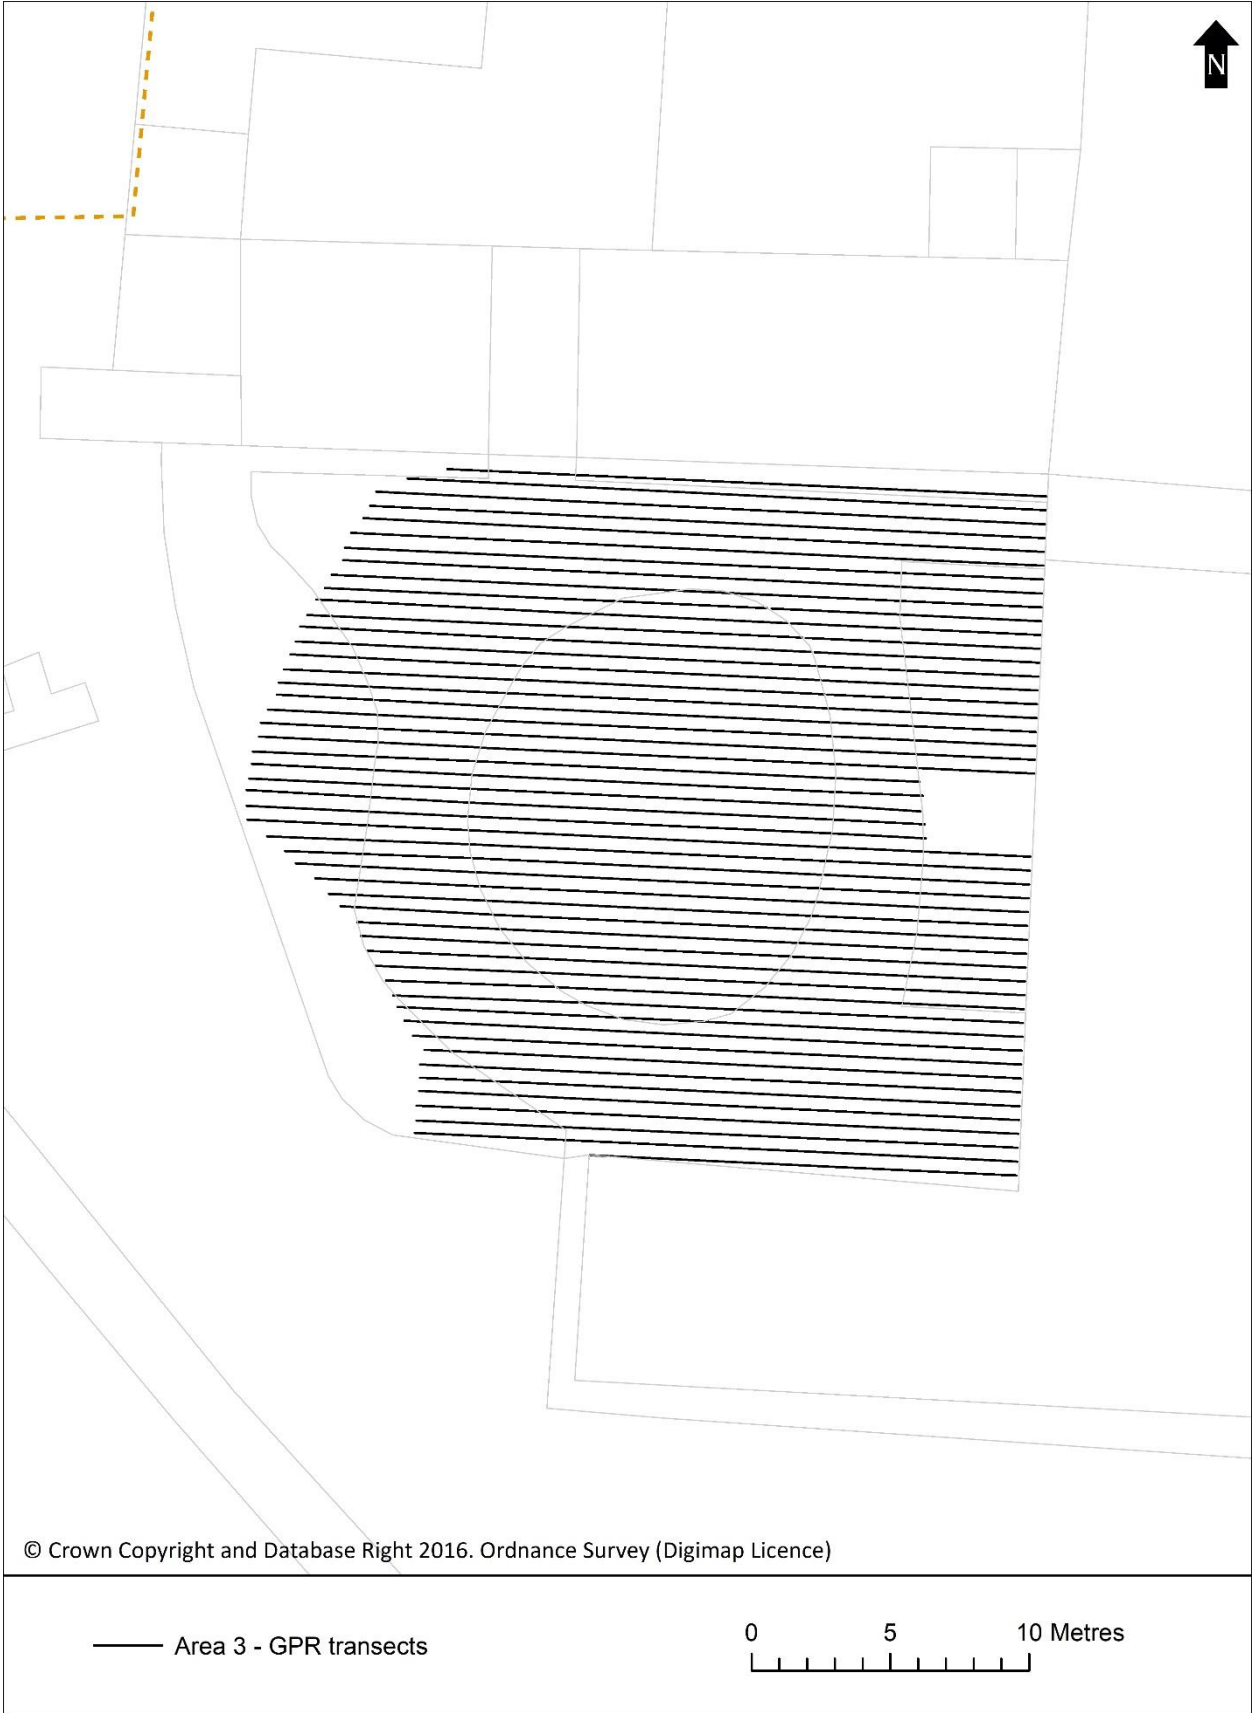 N
© Crown Copyright and Database Right 2016. Ordnance Survey (Digimap Licence)
Area 3 - GPR transects
0 5 10 Metres